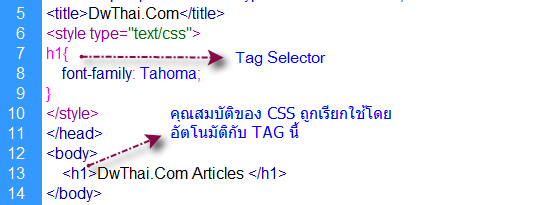 5 <title>DwThai.Com</title>
6 <style type="text/css">
7 h1{ Tag Selector
8 font-family: Tahoma;
9 }
10 </style> คุณสมบัติของ CSS ถูกเรียกใช้โดย
11 </head> อัตโนมัติกับ TAG นี้
12 <body>
13 <h1>DwThai.Com Articles </h1>
14 </body>